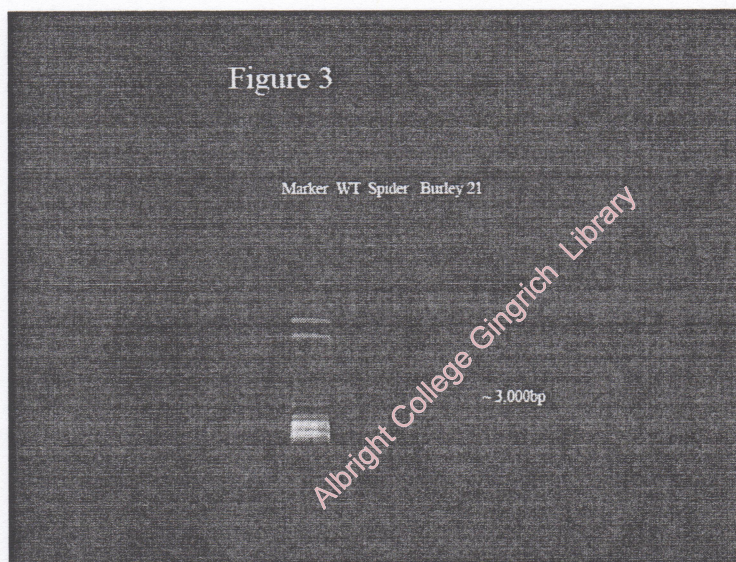 Figure 3
Marker WT Spider Burley 21
~ 3,000bp
Albright College Gingrich Library